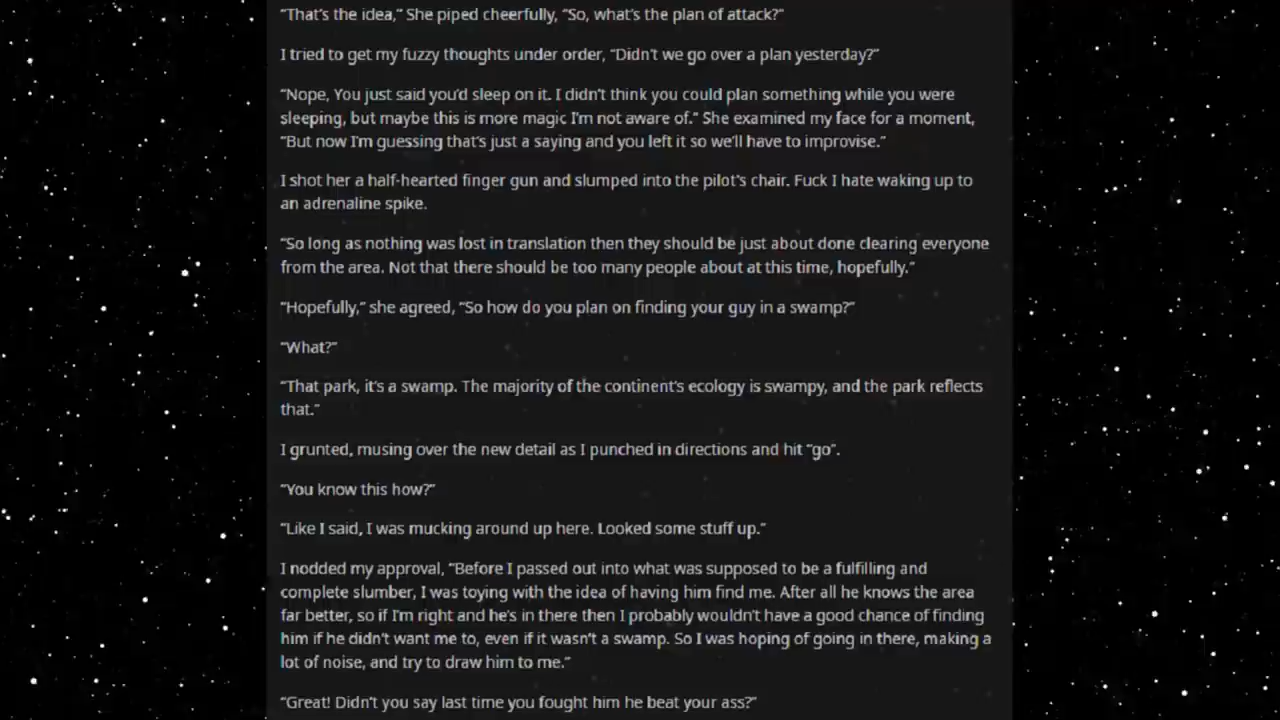 “That’s the idea,” She piped cheerfully, “So, what’s the plan of attack?”
I tried to get my fuzzy thoughts under order, “Didn’t we go over a plan yesterday?”
“Nope, You just said you’d sleep on it. I didn’t think you could plan something while you were
sleeping, but maybe this is more magic I’m not aware of.” She examined my face for a moment,
“But now I’m guessing that’s just a saying and you left it so we’ll have to improvise.”
I shot her a half-hearted finger gun and slumped into the pilot’s chair. Fuck I hate waking up to
an adrenaline spike.
“So long as nothing was lost in translation then they should be just about done clearing everyone
from the area. Not that there should be too many people about at this time, hopefully.”
“Hopefully,” she agreed, “So how do you plan on finding your guy in a swamp?”
“What?”
“That park, it’s a swamp. The majority of the continent’s ecology is swampy, and the park reflects
that.”
I grunted, musing over the new detail as I punched in directions and hit “go”.
“You know this how?”
“Like I said, I was mucking around up here. Looked some stuff up.”
I nodded my approval, “Before I passed out into what was supposed to be a fulfilling and
complete slumber, I was toying with the idea of having him find me. After all he knows the area
far better, so if I’m right and he’s in there then I probably wouldn’t have a good chance of finding
him if he didn’t want me to, even if it wasn’t a swamp. So I was hoping of going in there, making a
lot of noise, and try to draw him to me.”
“Great! Didn’t you say last time you fought him he beat your ass?”